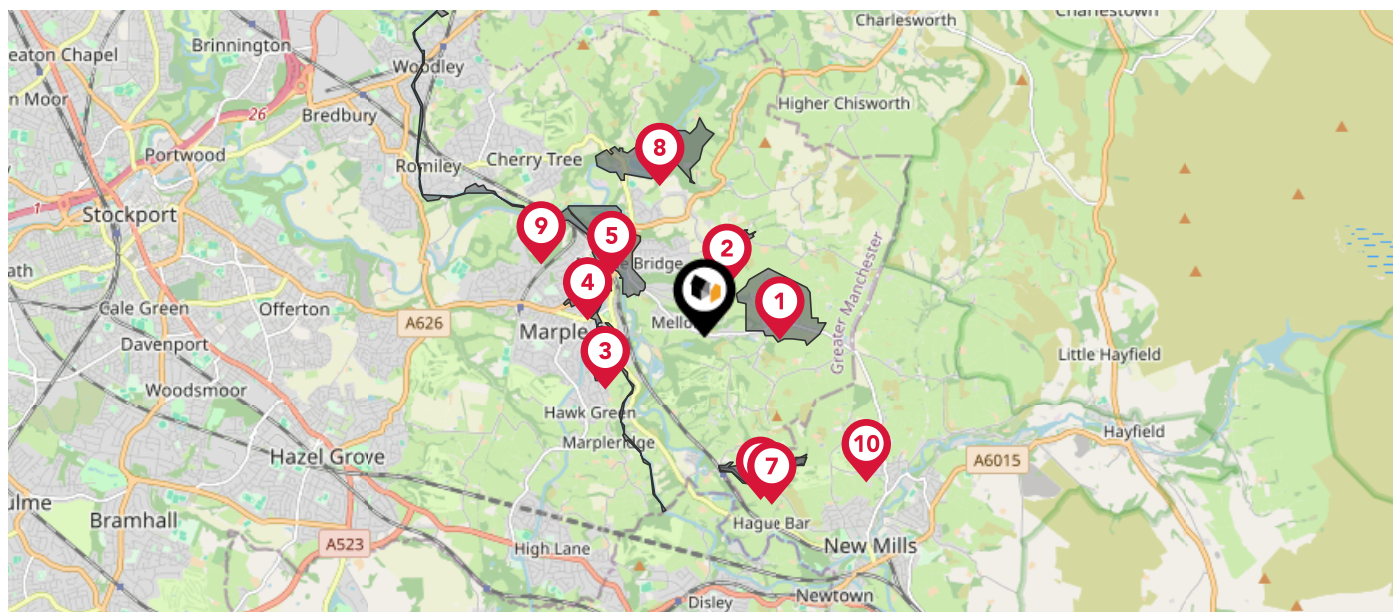 Charlesworth
Charlestown
Brinnington
eaton Chapel
Woodley
n Moor
Higher Chisworth
26
Bredbury
8
Portwood
Cherry Tree
Romiley
1
Stockport
9
5
2
Bridge
ath
4
1
Cale Green
Offerton
A626
Mello
Marple
Greater Manchester
Davenport
3
Little Hayfield
Woodsmoor
Hawk Green
Hayfield
Marpleridge
10
Hazel Grove
7
A6015
ulme
Bramhall
Hague Bar
A523
High Lane
New Mills
Disley
Newtown